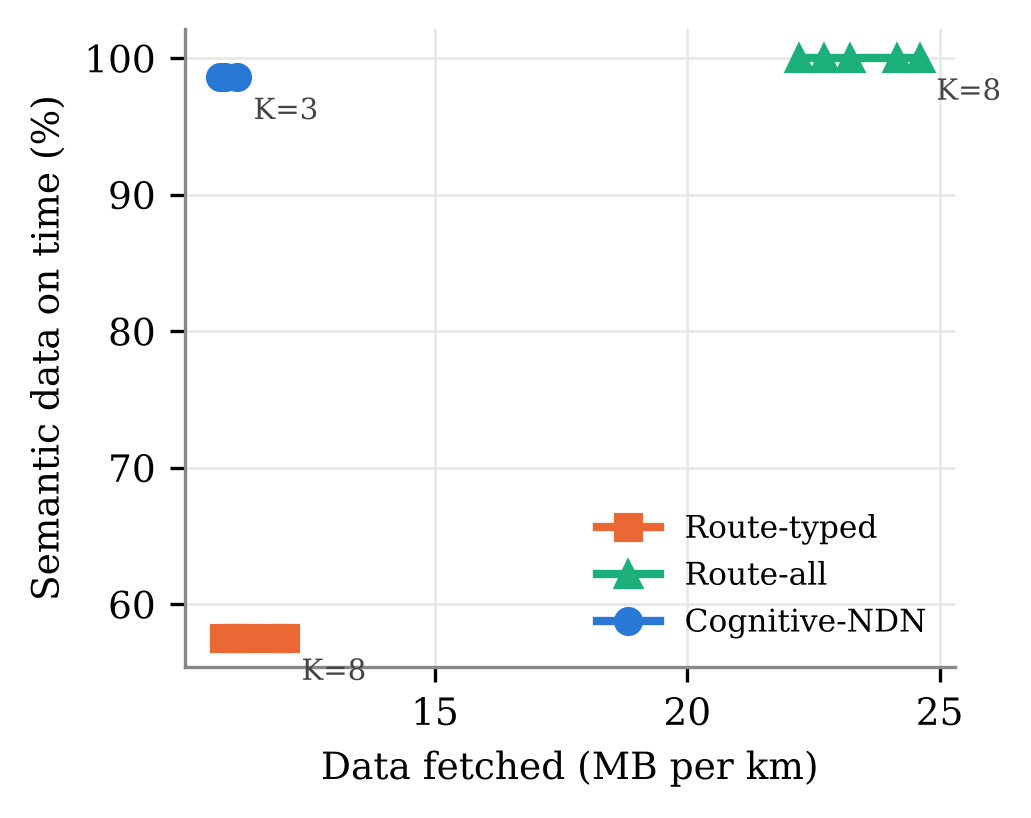 100
90
80
70
60
Semantic data on time (%)
K=3
K=8
Route-typed
Route-all
Cognitive-NDN
K=8
15
20
25
Data fetched (MB per km)